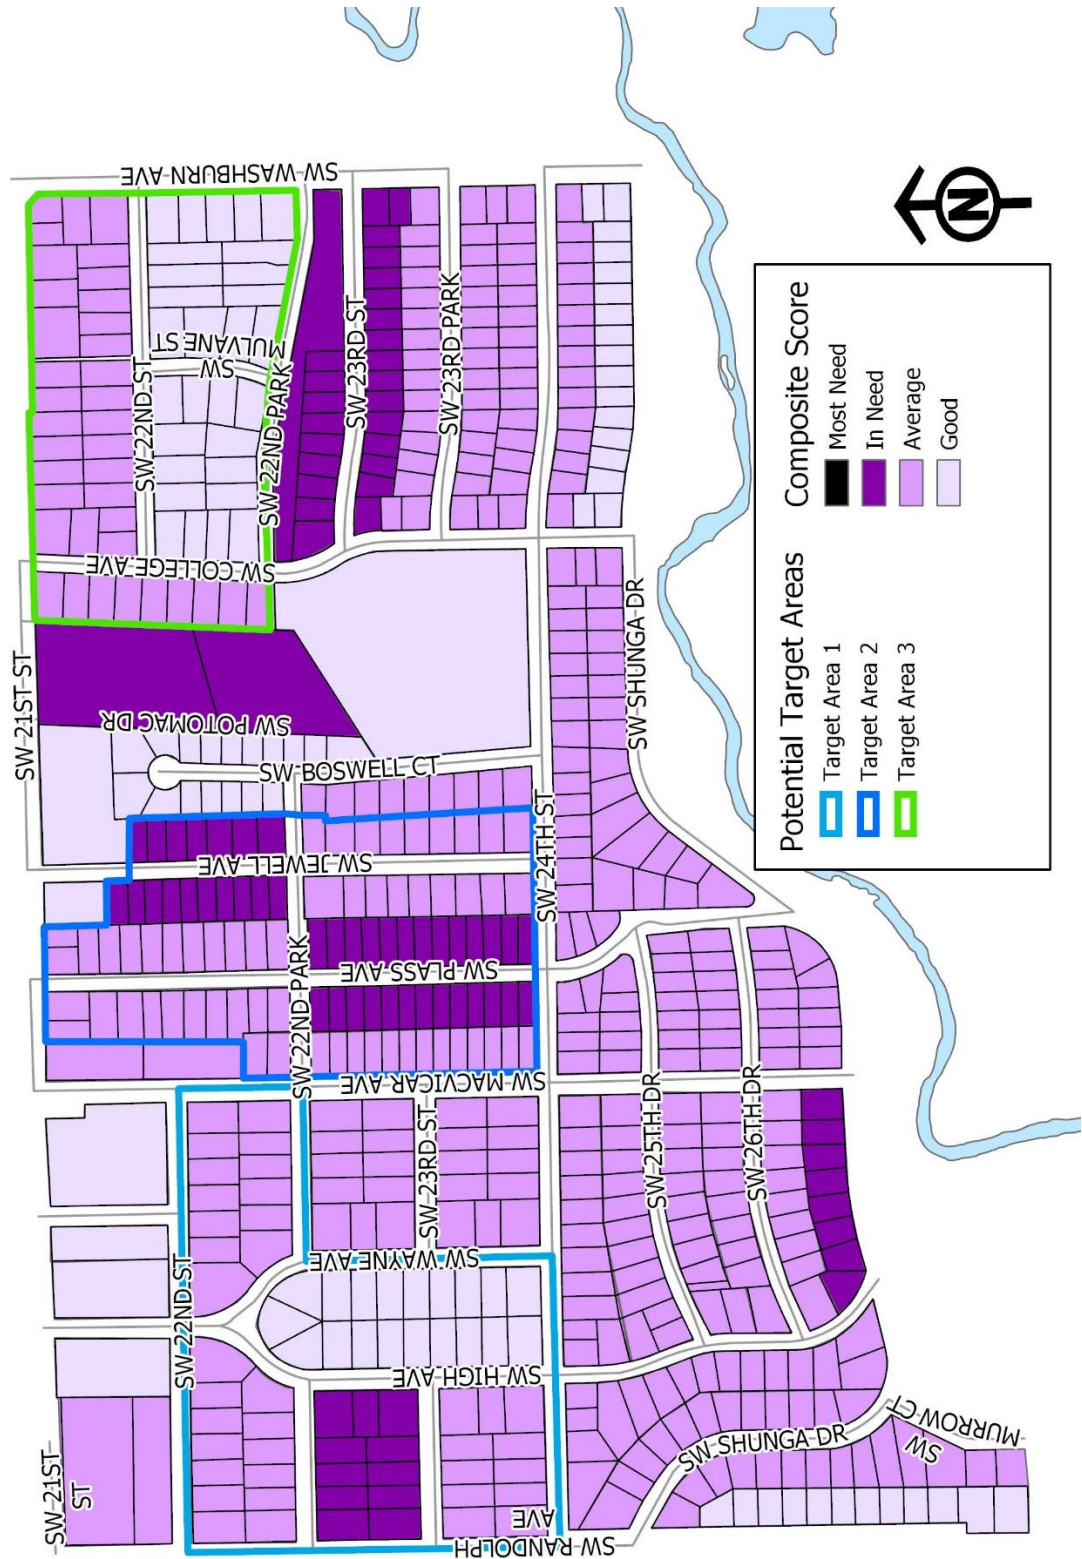 SW WASHBURN AVE
SW 22ND ST
SW
MULVANE ST
SW 22ND PARK
SW 23RD ST
SW 23RD PARK
SW COLLEGE AVE
SW 21ST ST
SW POTOMAC DR
SW BOSWELL CT
SW JEWELL AVE
SW 24TH ST
SW SHUNGA DR
SW PLASS AVE
SW 22ND PARK
SW MACVICAR AVE
SW 23RD ST
SW 25TH DR
SW 26TH DR
SW WAYNE AVE
SW 22ND ST
SW HIGH AVE
SW 21ST
ST
SW RANDOLPH
AVE
SW SHUNGA DR
SW
MURROW CT
N
Potential Target Areas
Target Area 1
Target Area 2
Target Area 3
Composite Score
Most Need
In Need
Average
Good